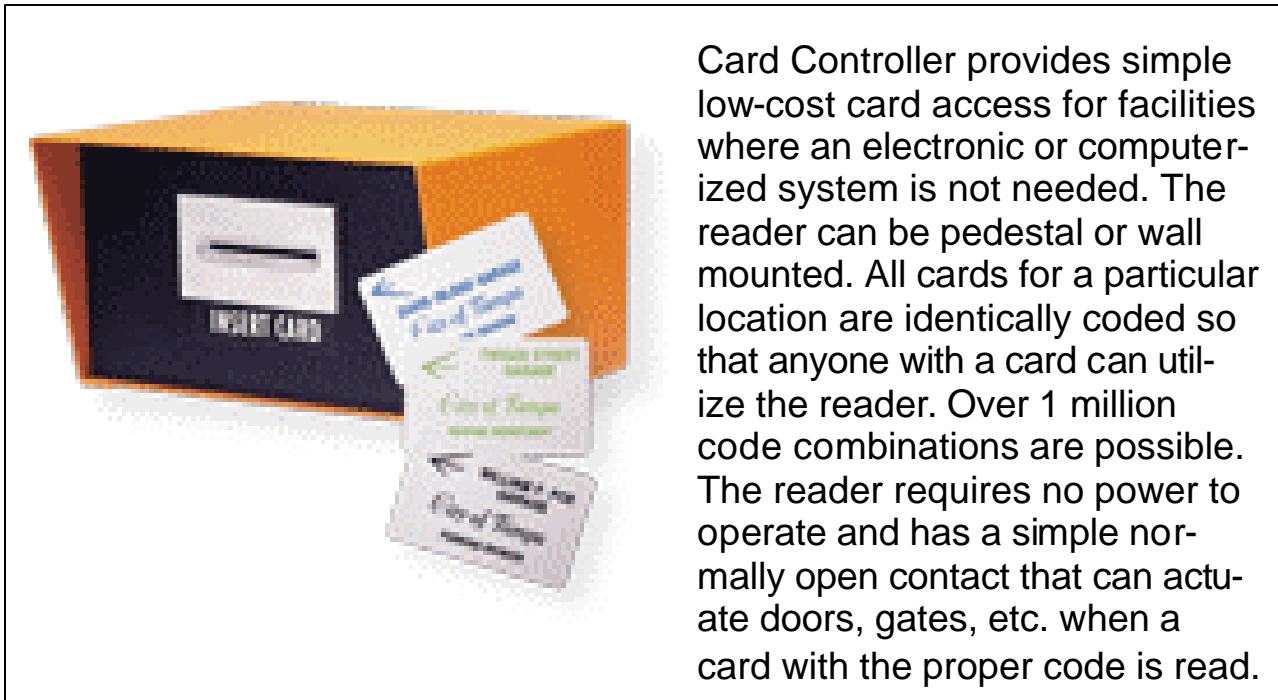 INSERT CARD
City of Tampa
City of Tampa
City of Tampa
Card Controller provides simple
low-cost card access for facilities
where an electronic or computer-
ized system is not needed. The
reader can be pedestal or wall
mounted. All cards for a particular
location are identically coded so
that anyone with a card can util-
ize the reader. Over 1 million
code combinations are possible.
The reader requires no power to
operate and has a simple nor-
mally open contact that can actu-
ate doors, gates, etc. when a
card with the proper code is read.